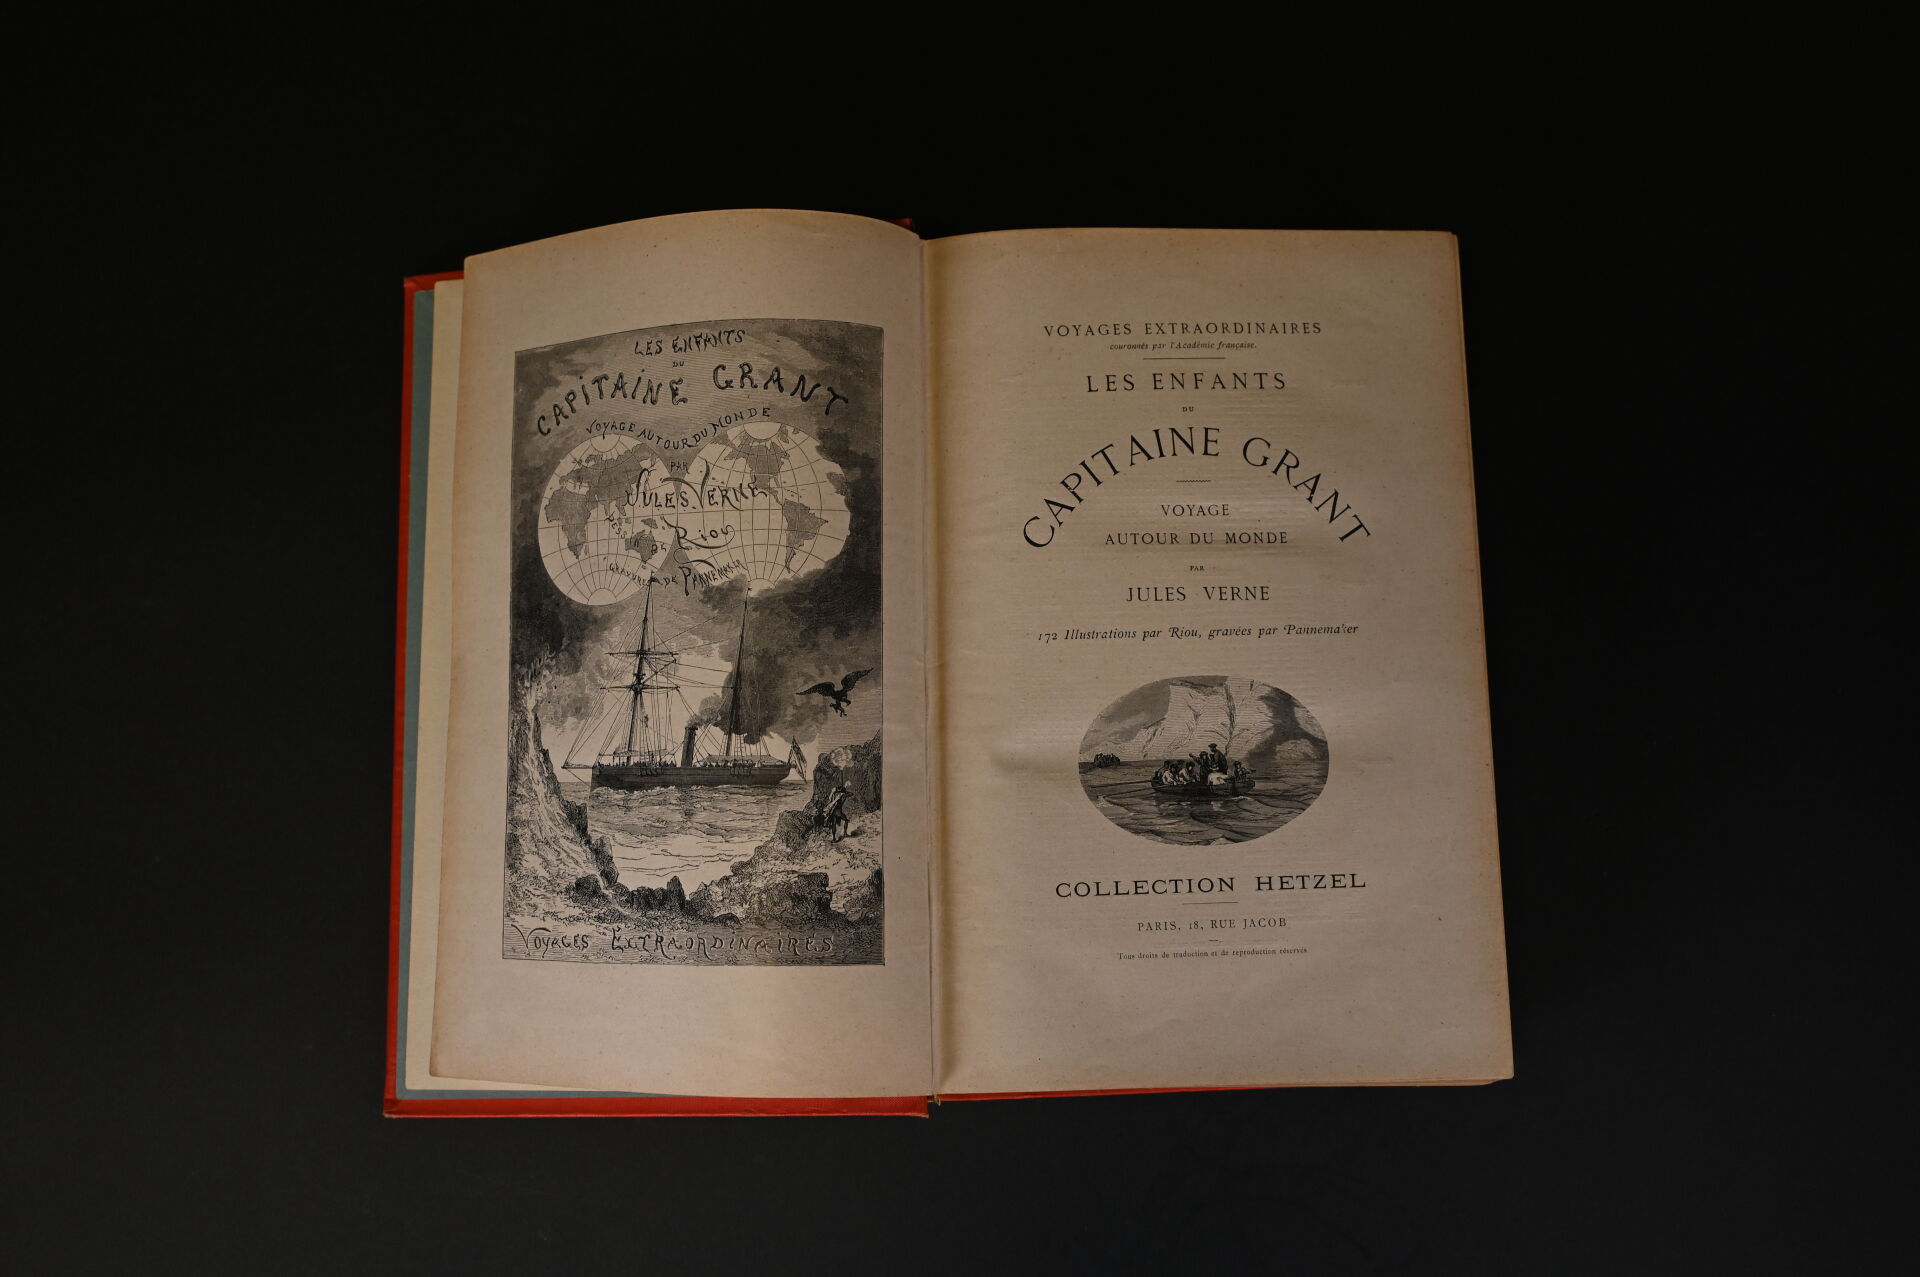 LES ENFANTS
DU
CAPITAINE GRANT
VOYAGE AUTOUR DU MONDE
PAR
JULES VERNE
DESSINS DE RIOU
GRAVURES DE PANNEMAKER
VOYAGES EXTRAORDINAIRES
VOYAGES EXTRAORDINAIRES
couronnés par l'Académie française.
LES ENFANTS
DU
CAPITAINE GRANT
VOYAGE
AUTOUR DU MONDE
PAR
JULES VERNE
172 Illustrations par Riou, gravées par Pannemaker
COLLECTION HETZEL
PARIS, 18, RUE JACOB
Tous droits de traduction et de reproduction réservés